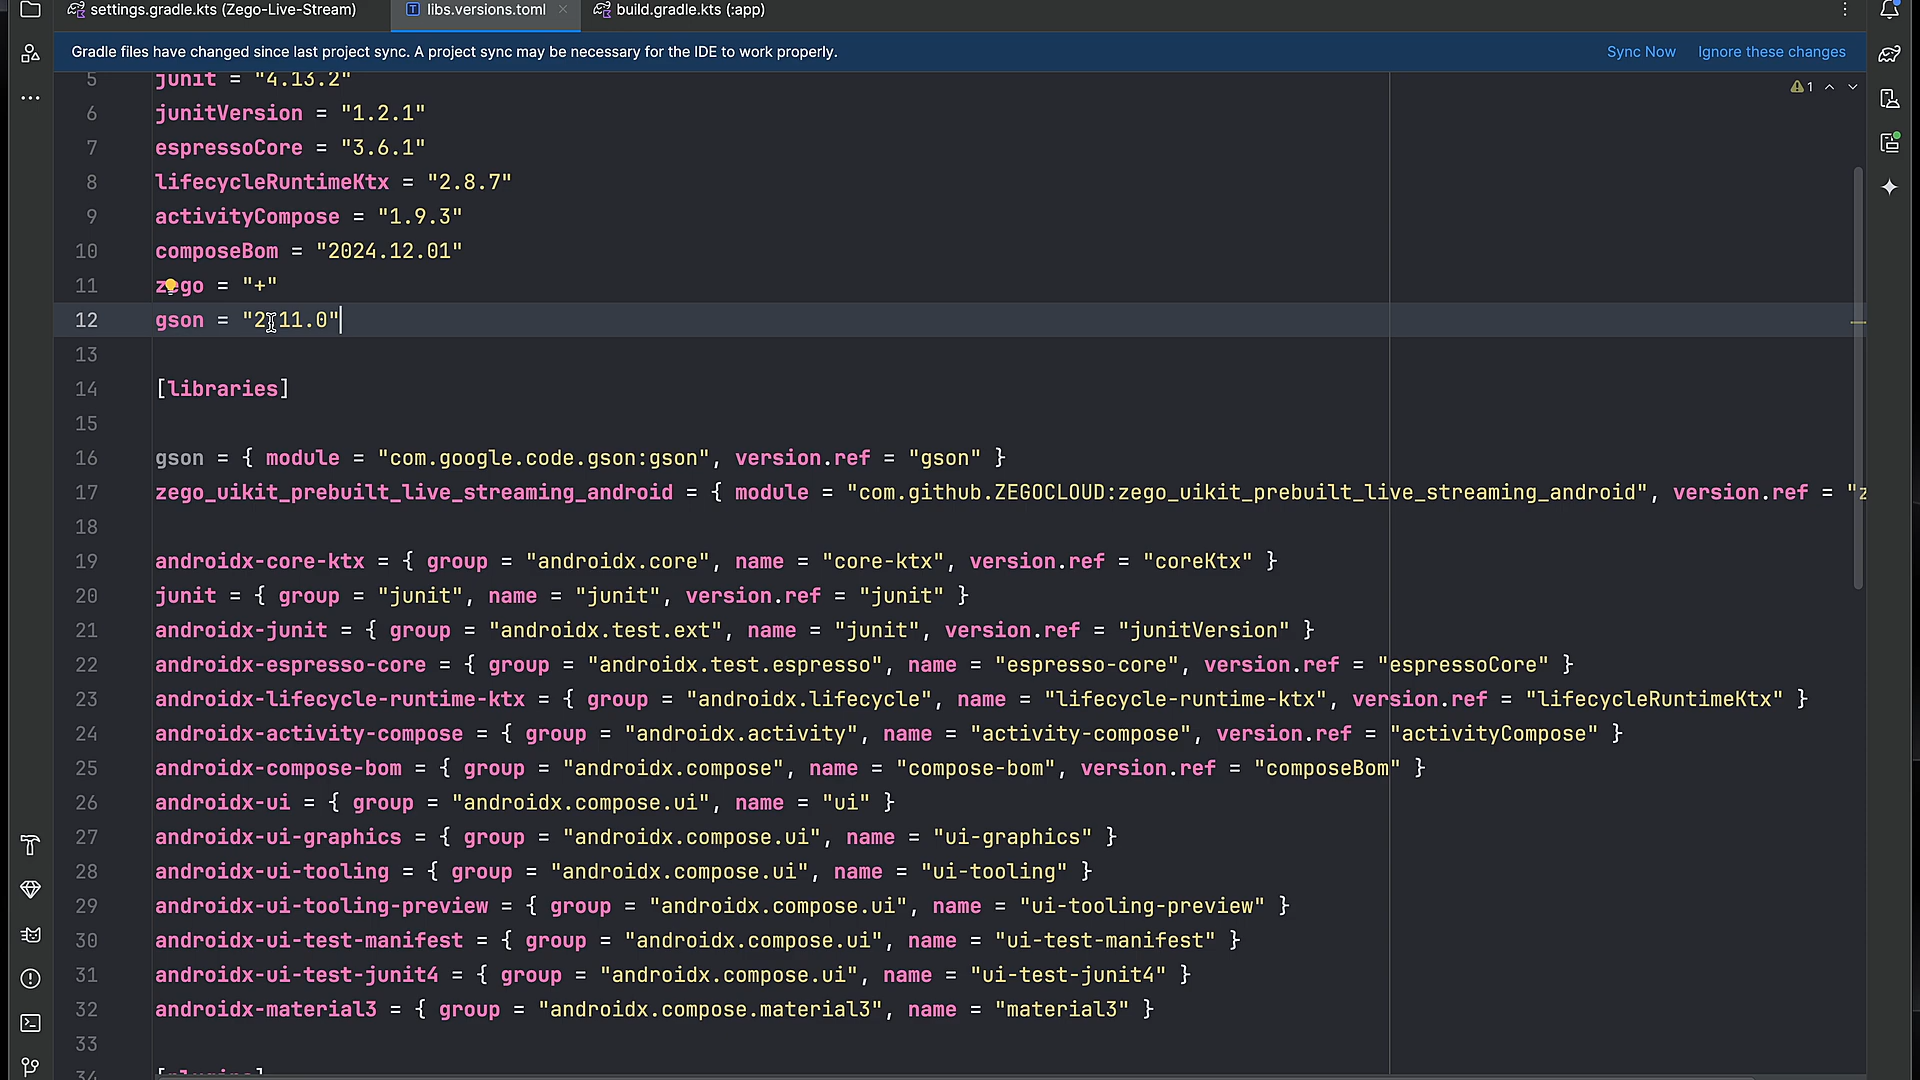 settings.gradle.kts (Zego-Live-Stream) libs.versions.toml build.gradle.kts (:app)
Gradle files have changed since last project sync. A project sync may be necessary for the IDE to work properly. Sync Now Ignore these changes
1
5 junit = "4.13.2"
6 junitVersion = "1.2.1"
7 espressoCore = "3.6.1"
8 lifecycleRuntimeKtx = "2.8.7"
9 activityCompose = "1.9.3"
10 composeBom = "2024.12.01"
11 zego = "+"
12 gson = "2.11.0"
13
14 [libraries]
15
16 gson = { module = "com.google.code.gson:gson", version.ref = "gson" }
17 zego_uikit_prebuilt_live_streaming_android = { module = "com.github.ZEGOCLOUD:zego_uikit_prebuilt_live_streaming_android", version.ref = "z
18
19 androidx-core-ktx = { group = "androidx.core", name = "core-ktx", version.ref = "coreKtx" }
20 junit = { group = "junit", name = "junit", version.ref = "junit" }
21 androidx-junit = { group = "androidx.test.ext", name = "junit", version.ref = "junitVersion" }
22 androidx-espresso-core = { group = "androidx.test.espresso", name = "espresso-core", version.ref = "espressoCore" }
23 androidx-lifecycle-runtime-ktx = { group = "androidx.lifecycle", name = "lifecycle-runtime-ktx", version.ref = "lifecycleRuntimeKtx" }
24 androidx-activity-compose = { group = "androidx.activity", name = "activity-compose", version.ref = "activityCompose" }
25 androidx-compose-bom = { group = "androidx.compose", name = "compose-bom", version.ref = "composeBom" }
26 androidx-ui = { group = "androidx.compose.ui", name = "ui" }
27 androidx-ui-graphics = { group = "androidx.compose.ui", name = "ui-graphics" }
28 androidx-ui-tooling = { group = "androidx.compose.ui", name = "ui-tooling" }
29 androidx-ui-tooling-preview = { group = "androidx.compose.ui", name = "ui-tooling-preview" }
30 androidx-ui-test-manifest = { group = "androidx.compose.ui", name = "ui-test-manifest" }
31 androidx-ui-test-junit4 = { group = "androidx.compose.ui", name = "ui-test-junit4" }
32 androidx-material3 = { group = "androidx.compose.material3", name = "material3" }
33
34